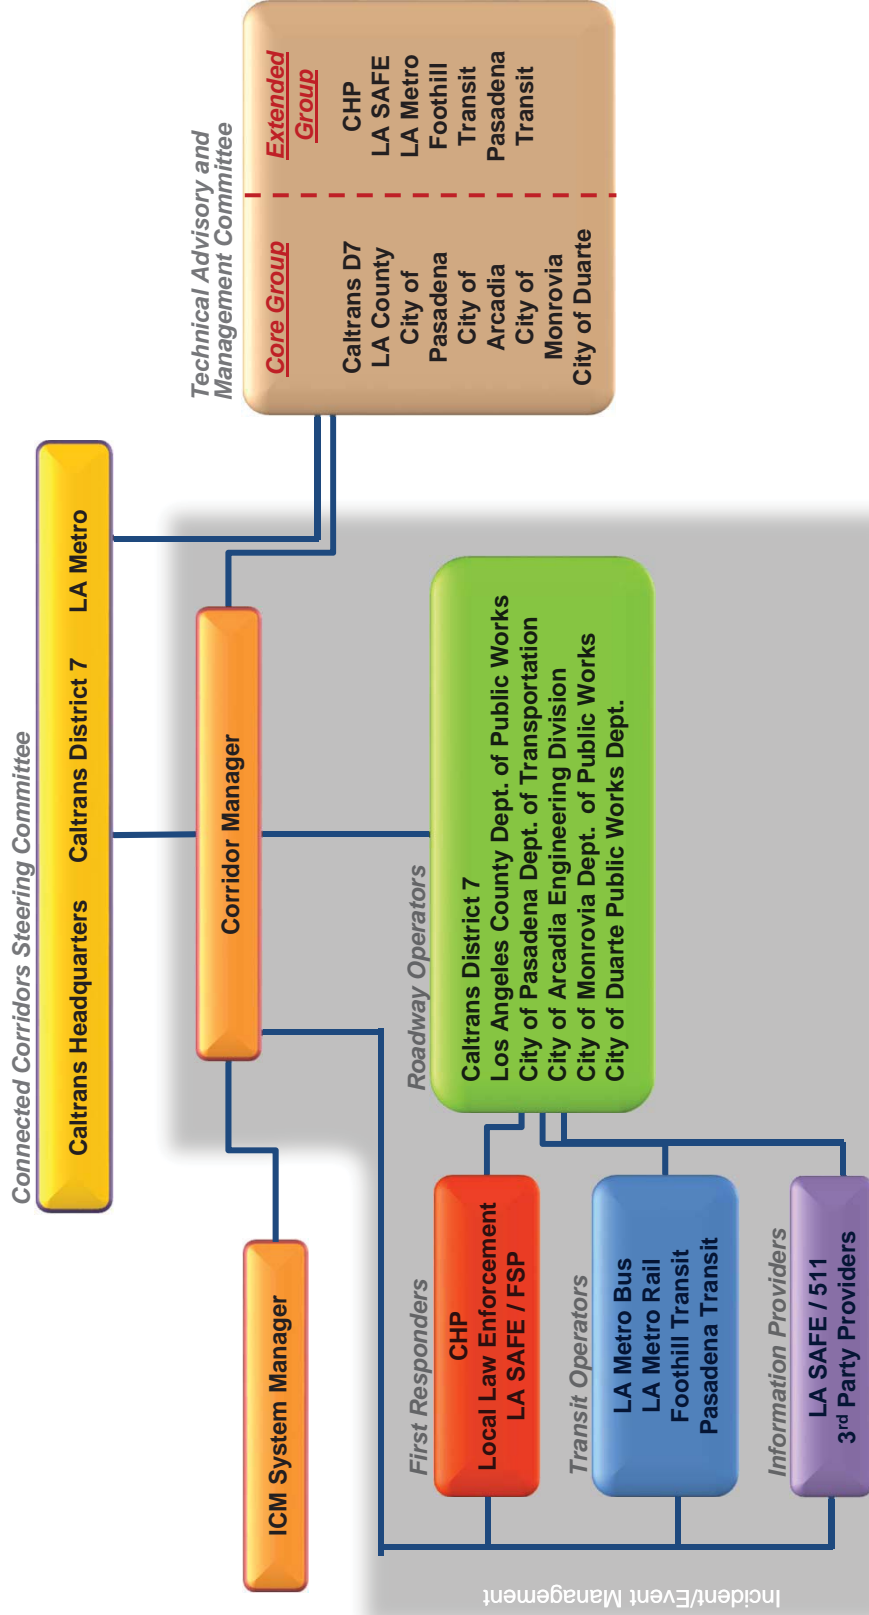 Connected Corridors Steering Committee
Caltrans Headquarters
Caltrans District 7
LA Metro
Technical Advisory and
Management Committee
Core Group
Caltrans D7
LA County
City of
Pasadena
City of
Arcadia
City of
Monrovia
City of Duarte
Extended
Group
CHP
LA SAFE
LA Metro
Foothill
Transit
Pasadena
Transit
ICM System Manager
Corridor Manager
First Responders
CHP
Local Law Enforcement
LA SAFE / FSP
Roadway Operators
Caltrans District 7
Los Angeles County Dept. of Public Works
City of Pasadena Dept. of Transportation
City of Arcadia Engineering Division
City of Monrovia Dept. of Public Works
City of Duarte Public Works Dept.
Transit Operators
LA Metro Bus
LA Metro Rail
Foothill Transit
Pasadena Transit
Information Providers
LA SAFE / 511
3rd Party Providers
Incident/Event Management